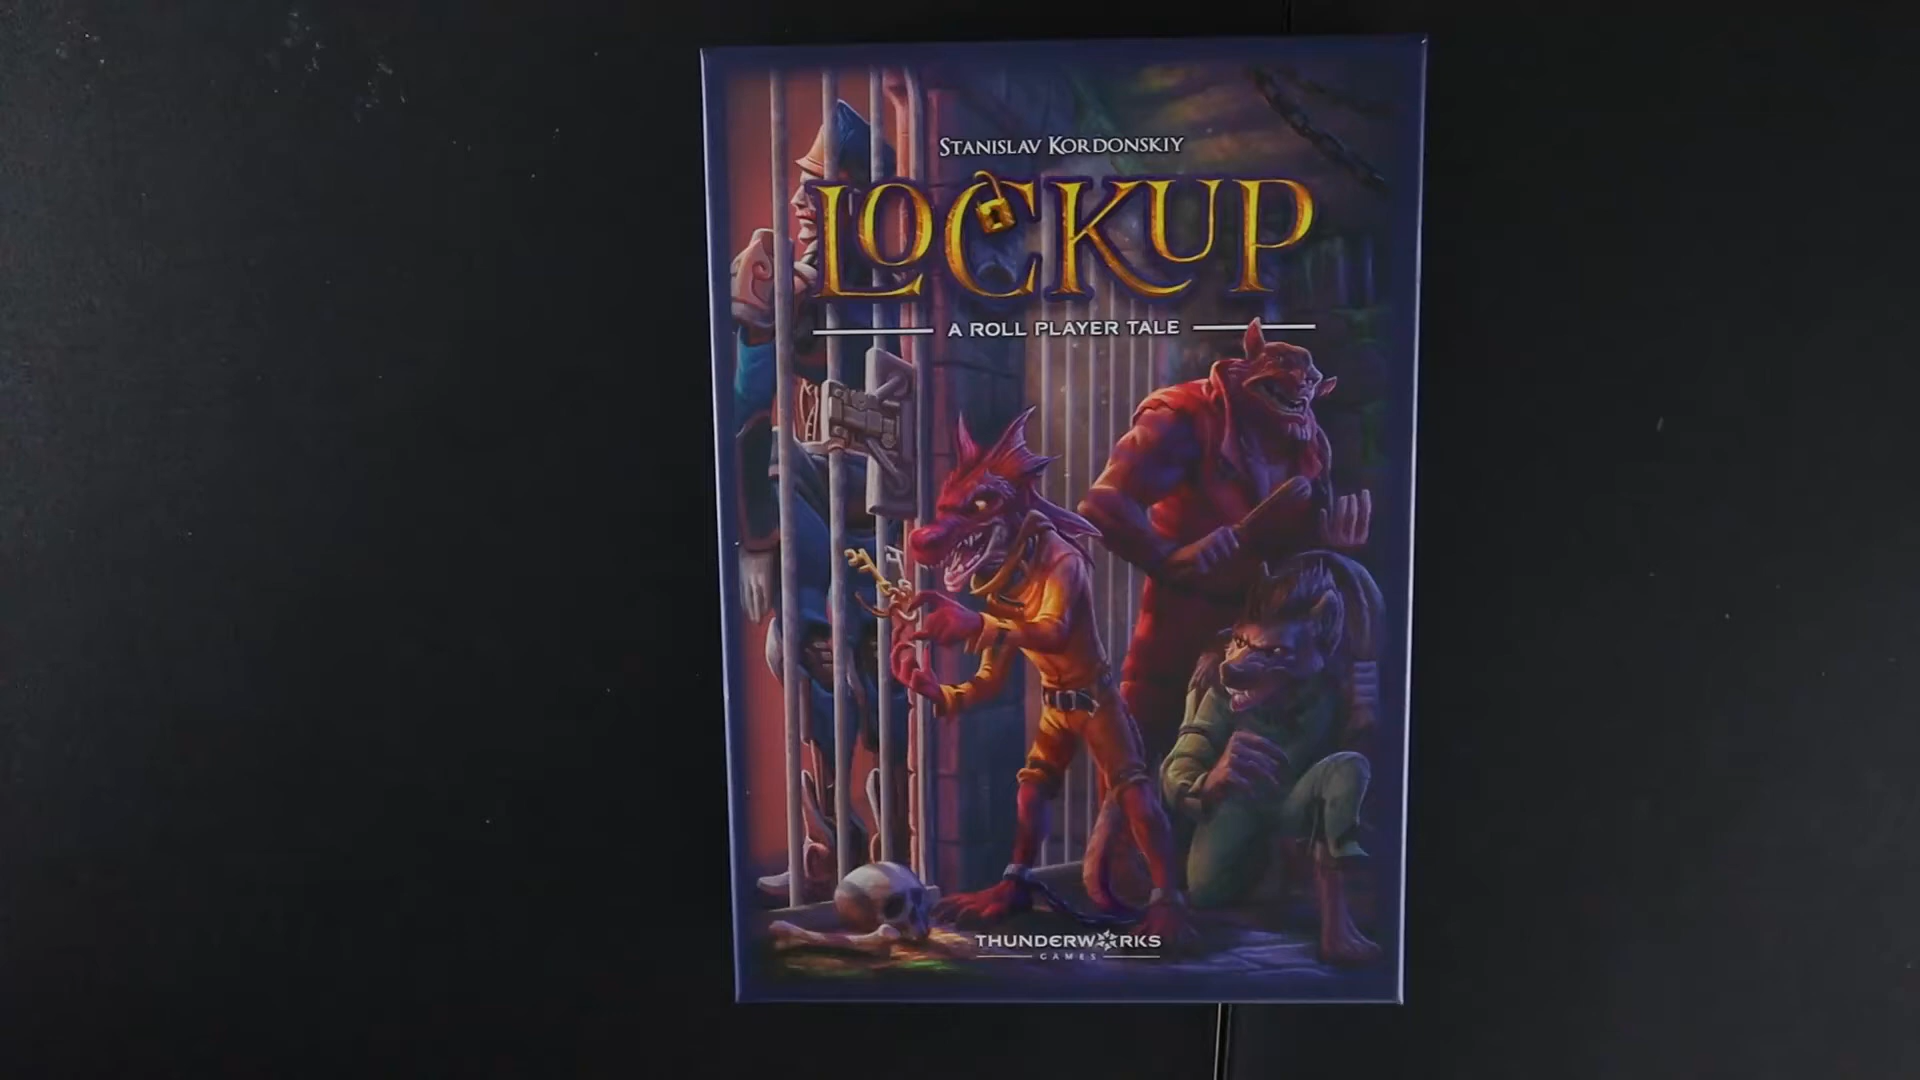 STANISLAV KORDONSKIY
LOCKUP
A ROLL PLAYER TALE
THUNDERWORKS
GAMES